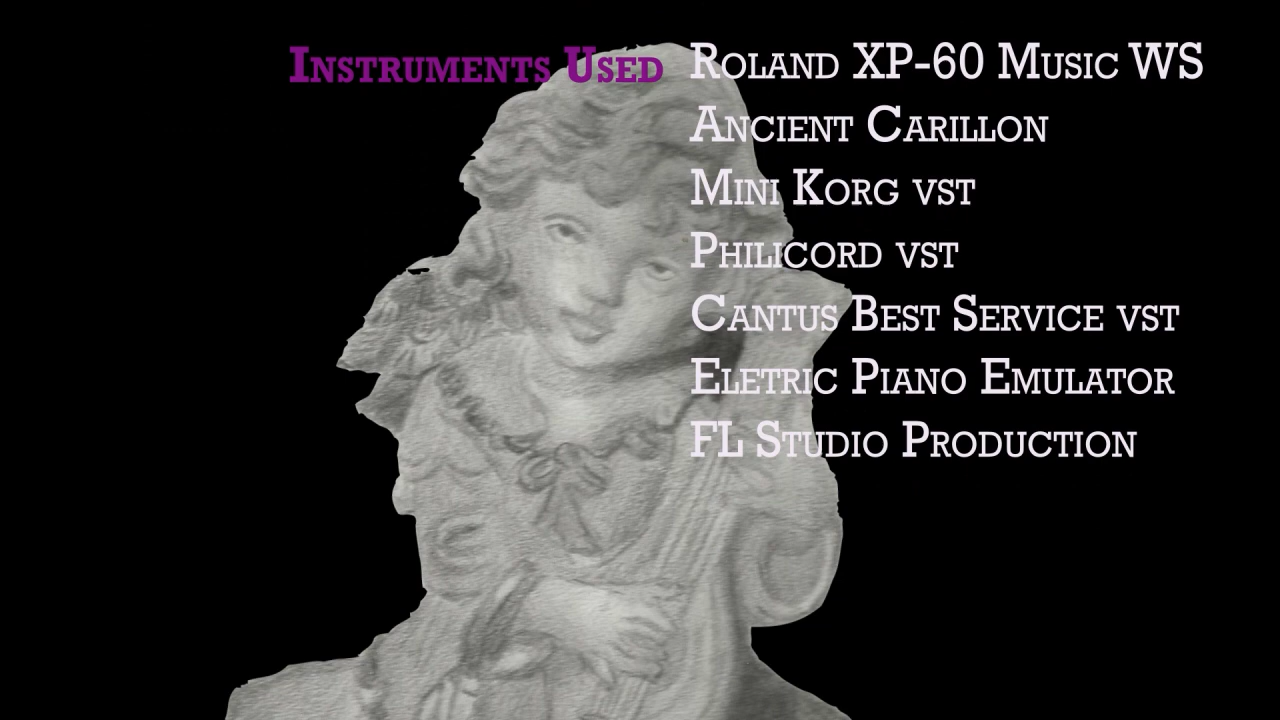 Instruments Used Roland XP-60 Music WS
Ancient Carillon
Mini Korg vst
Philicord vst
Cantus Best Service vst
Eletric Piano Emulator
FL Studio Production